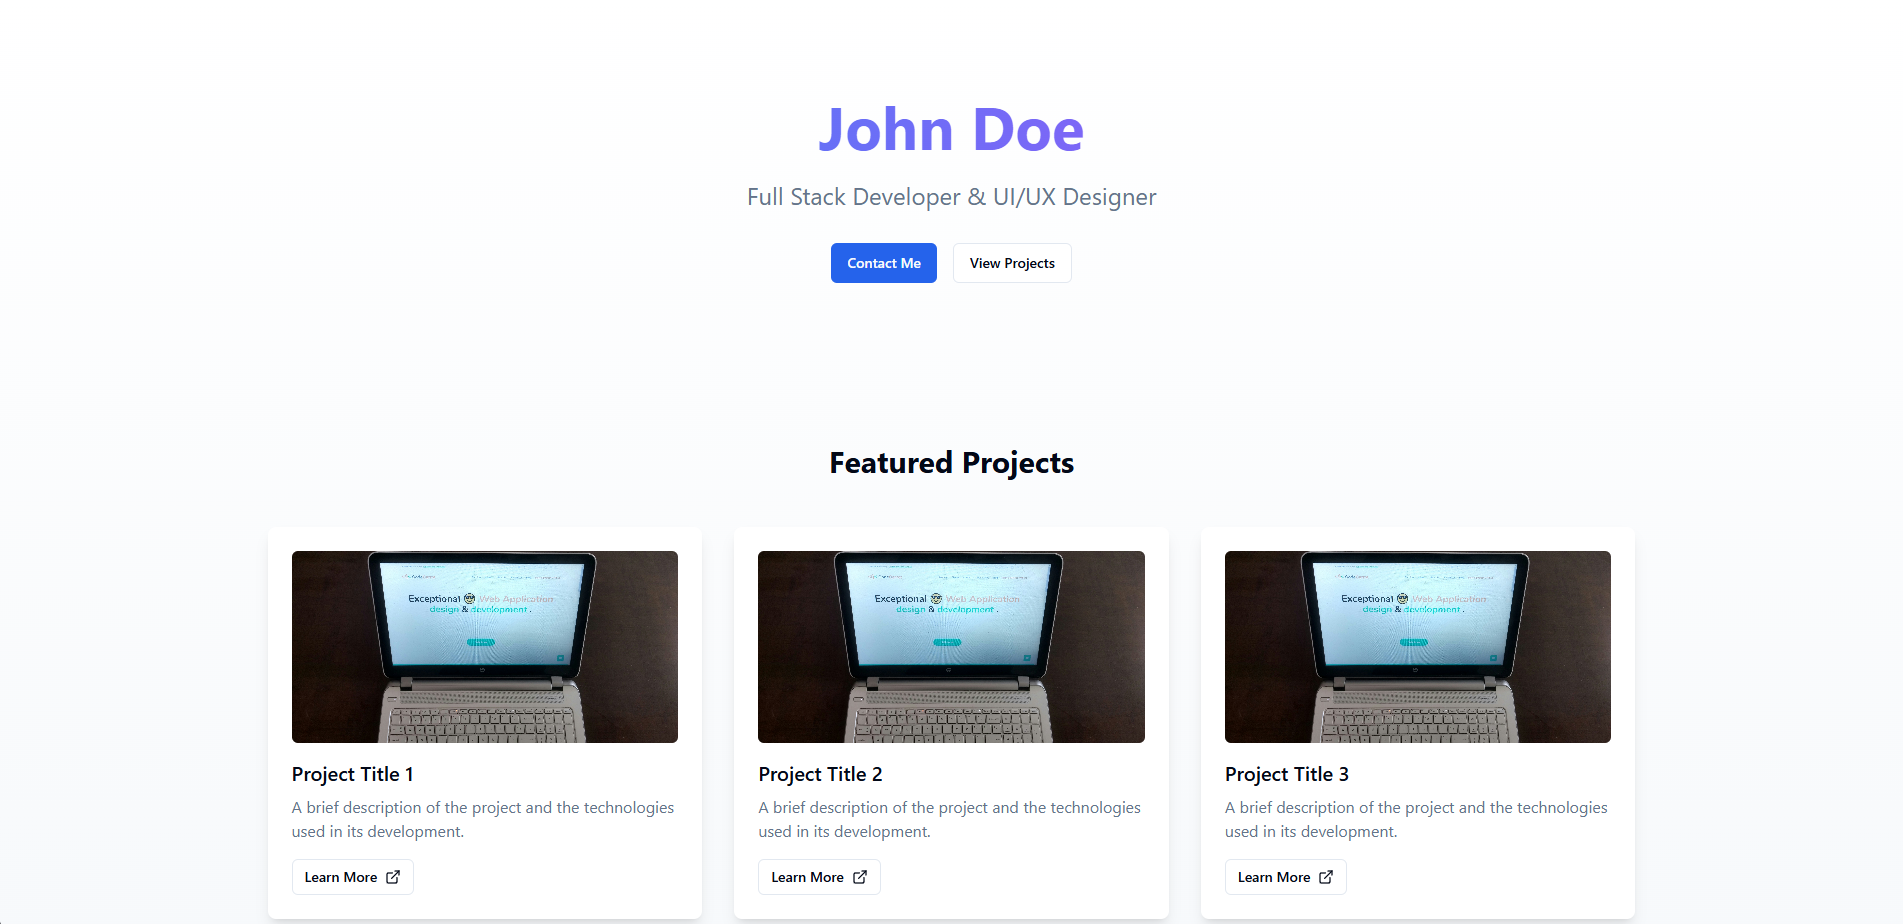 John Doe
Full Stack Developer & UI/UX Designer
Contact Me
View Projects
Featured Projects
Exceptional Web Application
design & development .
Exceptional Web Application
design & development .
Exceptional Web Application
design & development .
Project Title 1
Project Title 2
Project Title 3
A brief description of the project and the technologies
used in its development.
A brief description of the project and the technologies
used in its development.
A brief description of the project and the technologies
used in its development.
Learn More
Learn More
Learn More